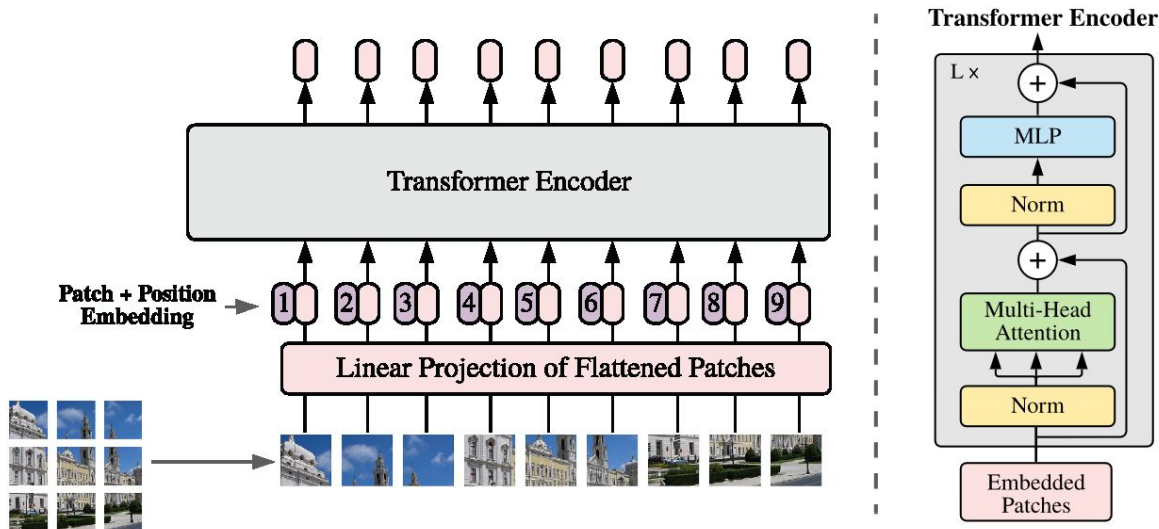 Transformer Encoder
Patch + Position
Embedding
1 2 3 4 5 6 7 8 9
Linear Projection of Flattened Patches
Transformer Encoder
L ×
+
MLP
Norm
+
Multi-Head
Attention
Norm
Embedded
Patches